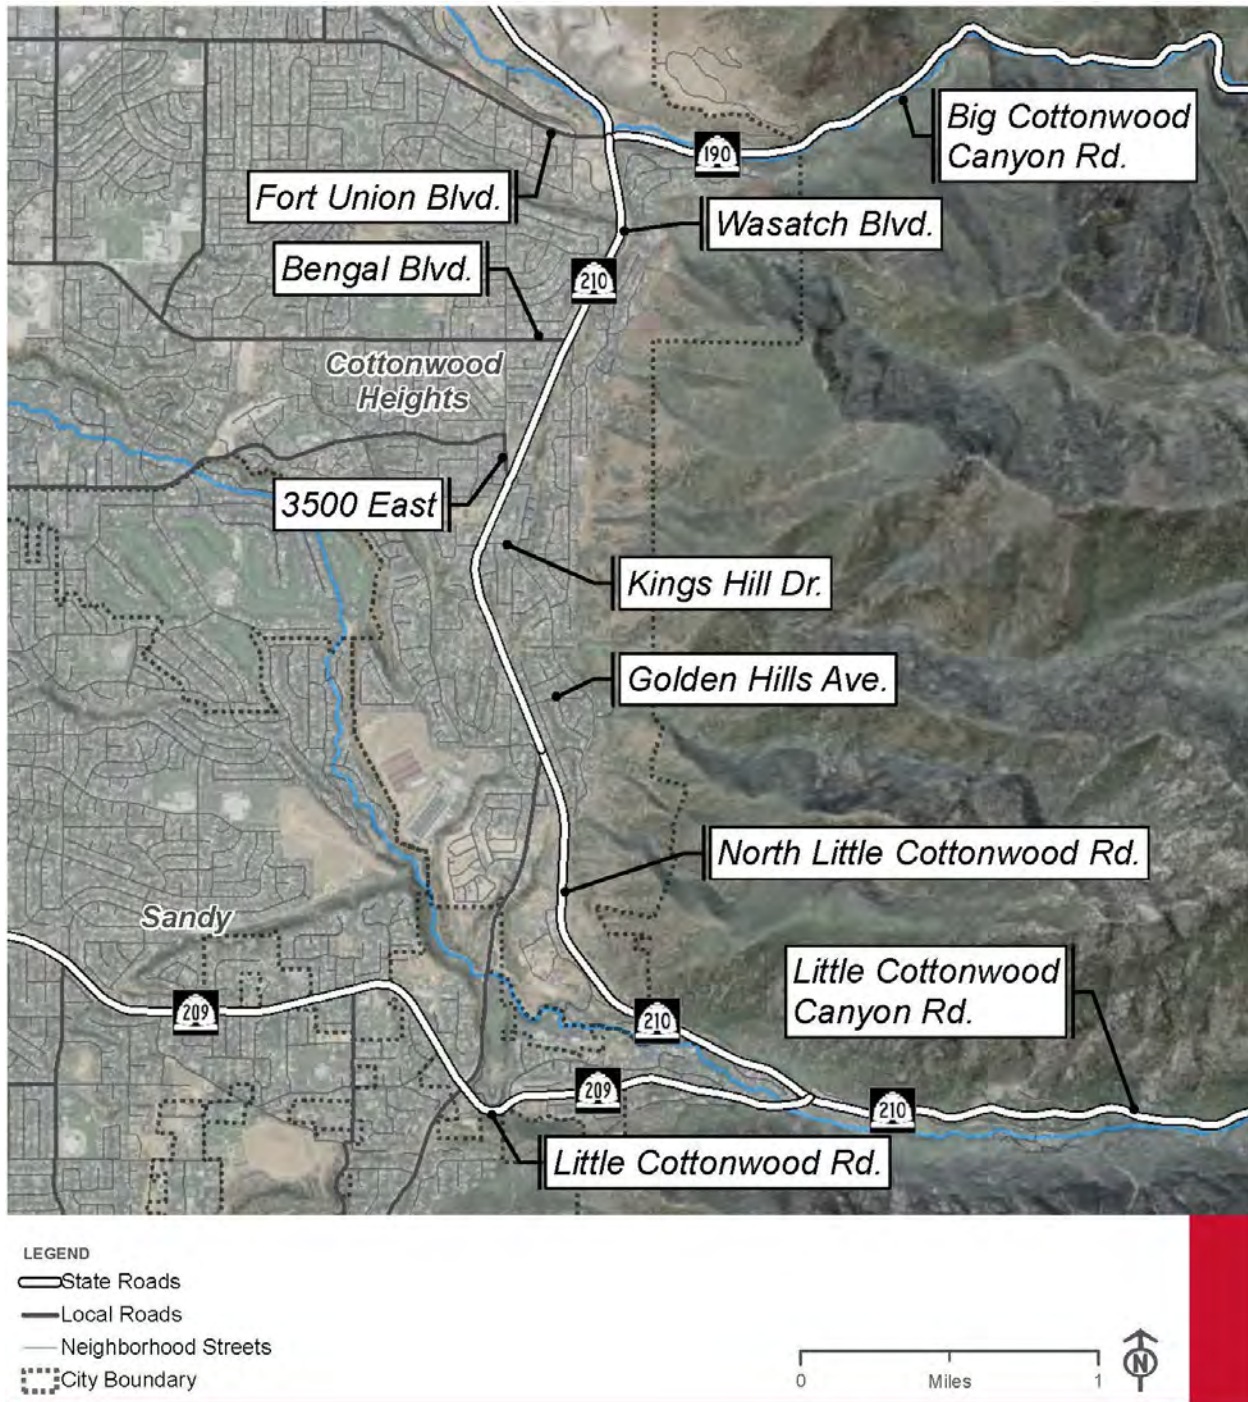 Big Cottonwood
Canyon Rd.
190
Fort Union Blvd.
Wasatch Blvd.
Bengal Blvd.
210
Cottonwood
Heights
3500 East
Kings Hill Dr.
Golden Hills Ave.
North Little Cottonwood Rd.
Sandy
Little Cottonwood
Canyon Rd.
209
210
209
210
Little Cottonwood Rd.
LEGEND
State Roads
Local Roads
Neighborhood Streets
City Boundary
0 Miles 1
N